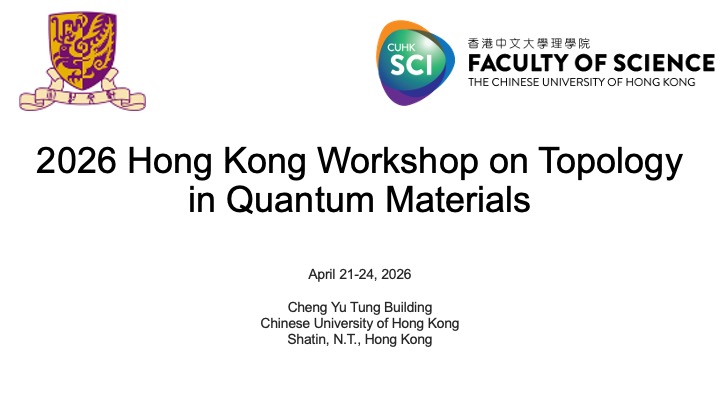 CUHK
SCI
香港中文大學理學院
FACULTY OF SCIENCE
THE CHINESE UNIVERSITY OF HONG KONG
2026 Hong Kong Workshop on Topology
in Quantum Materials
April 21-24, 2026
Cheng Yu Tung Building
Chinese University of Hong Kong
Shatin, N.T., Hong Kong